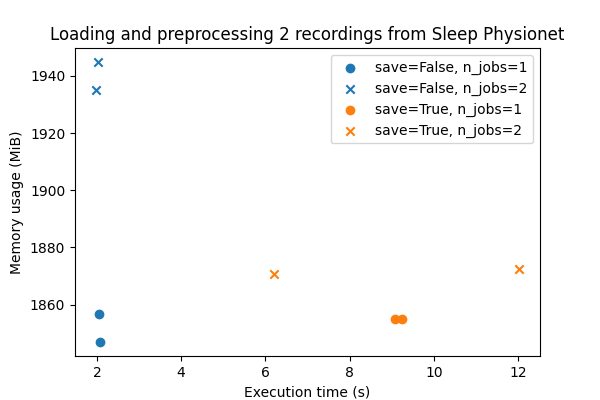 Loading and preprocessing 2 recordings from Sleep Physionet
save=False, n_jobs=1
save=False, n_jobs=2
save=True, n_jobs=1
save=True, n_jobs=2
Memory usage (MiB)
1940
1920
1900
1880
1860
2 4 6 8 10 12
Execution time (s)